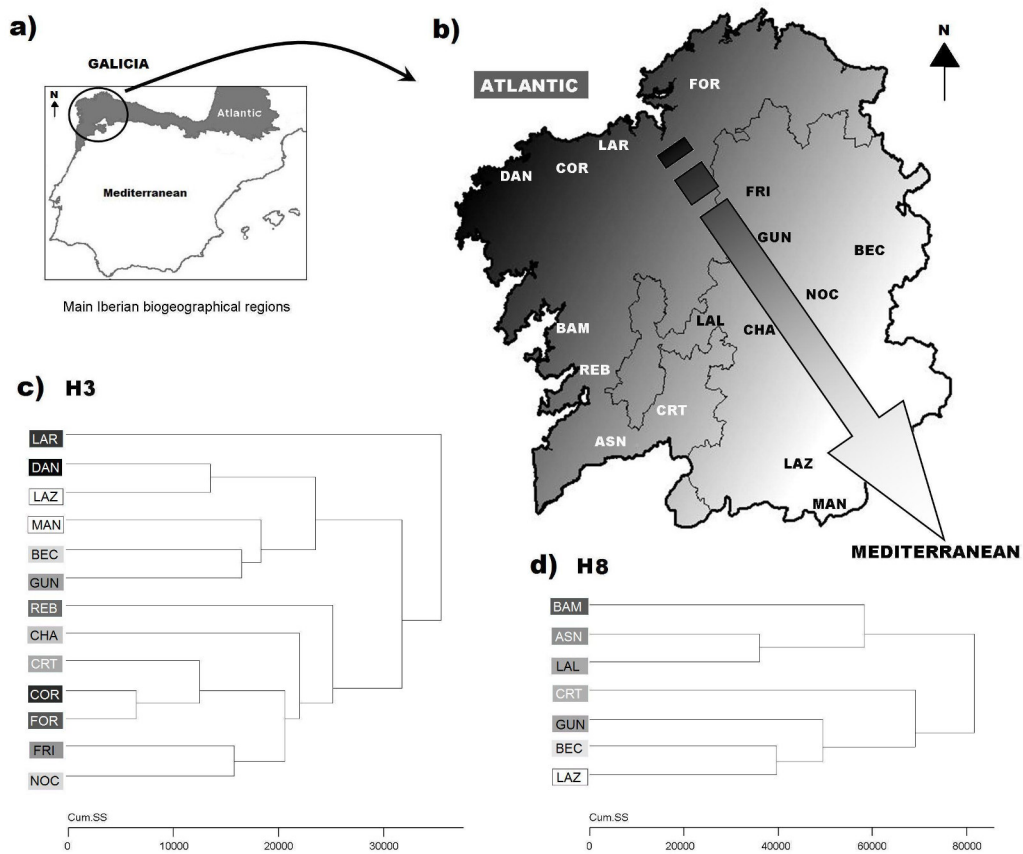 a)
GALICIA
N
Atlantic
Mediterranean
Main Iberian biogeographical regions
b)
N
ATLANTIC
FOR
LAR
COR
DAN
FRI
GUN
BEC
NOC
BAM
LAL
CHA
REB
CRT
ASN
LAZ
MAN
MEDITERRANEAN
c) H3
LAR
DAN
LAZ
MAN
BEC
GUN
REB
CHA
CRT
COR
FOR
FRI
NOC
Cum.SS
0 10000 20000 30000
d) H8
BAM
ASN
LAL
CRT
GUN
BEC
LAZ
Cum.SS
0 20000 40000 60000 80000